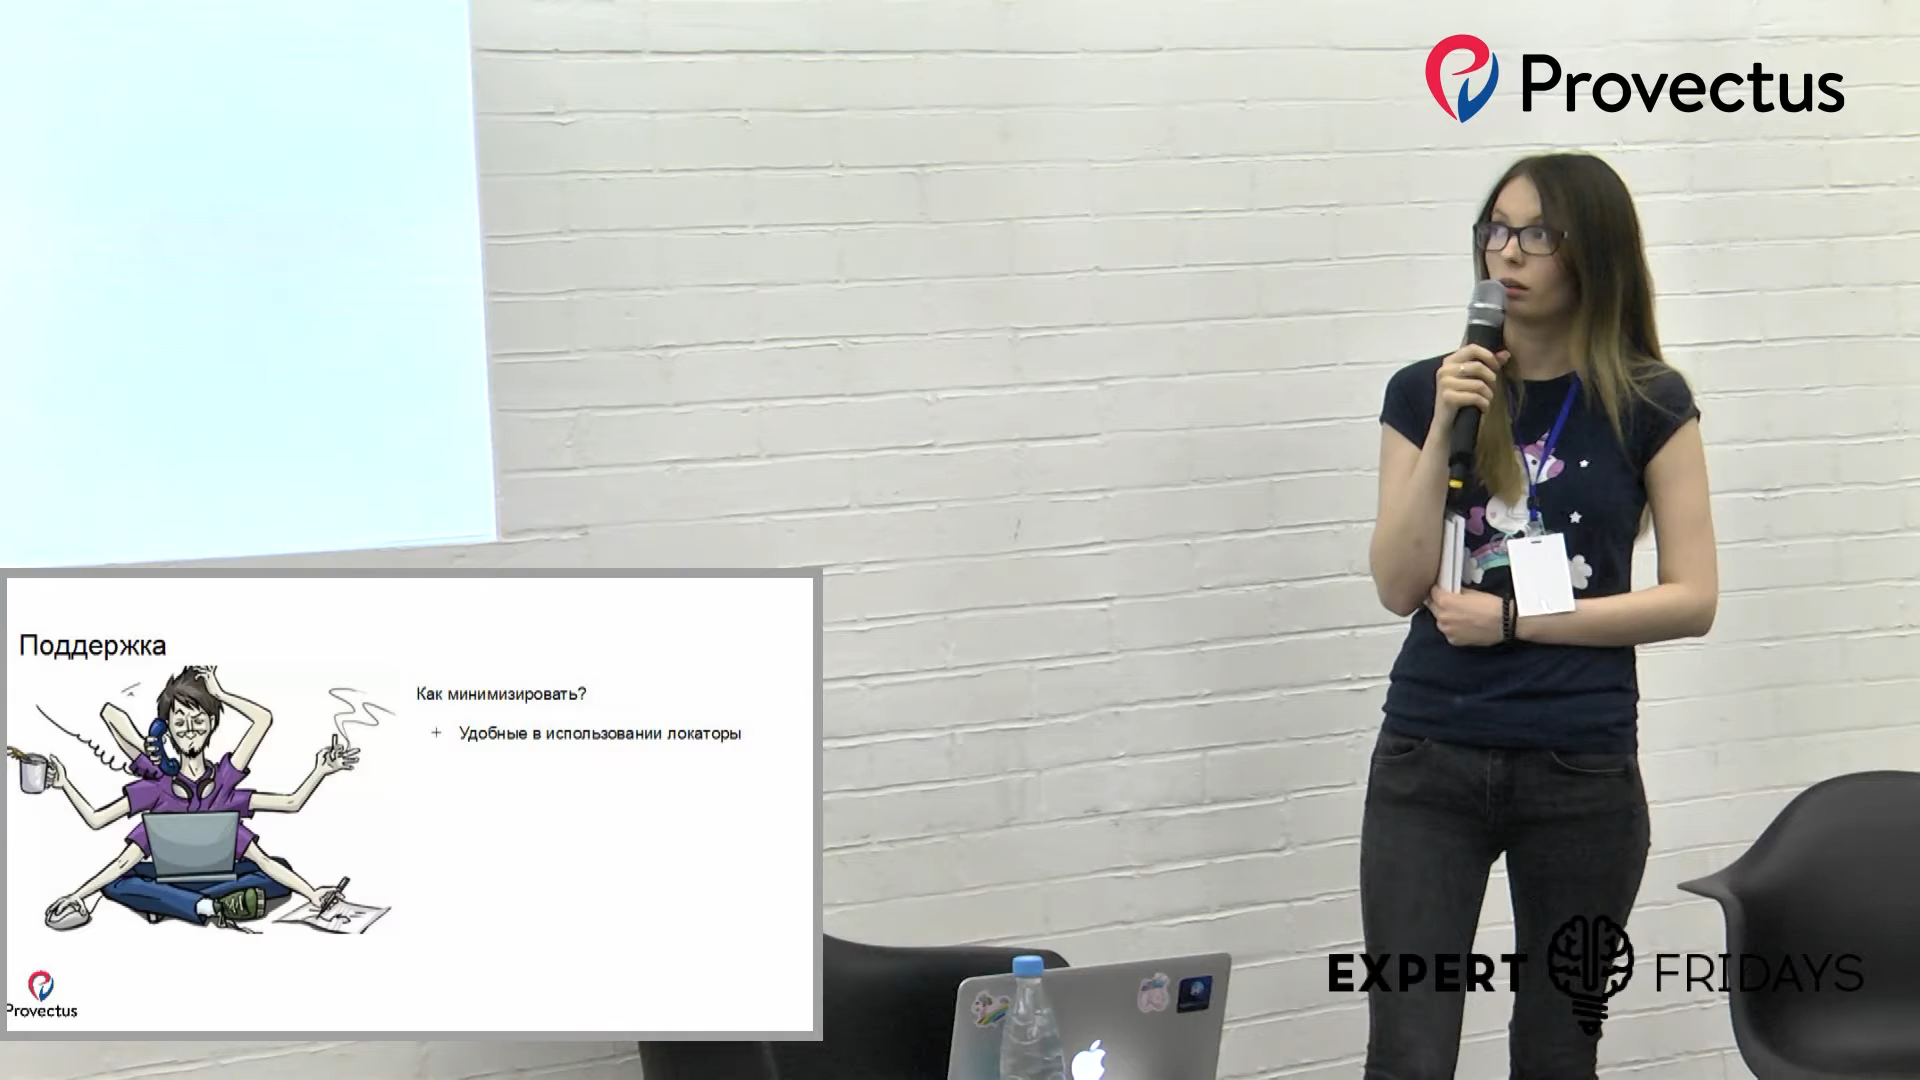 Provectus
Поддержка
Как минимизировать?
+ Удобные в использовании локаторы
Provectus
EXPERT FRIDAYS